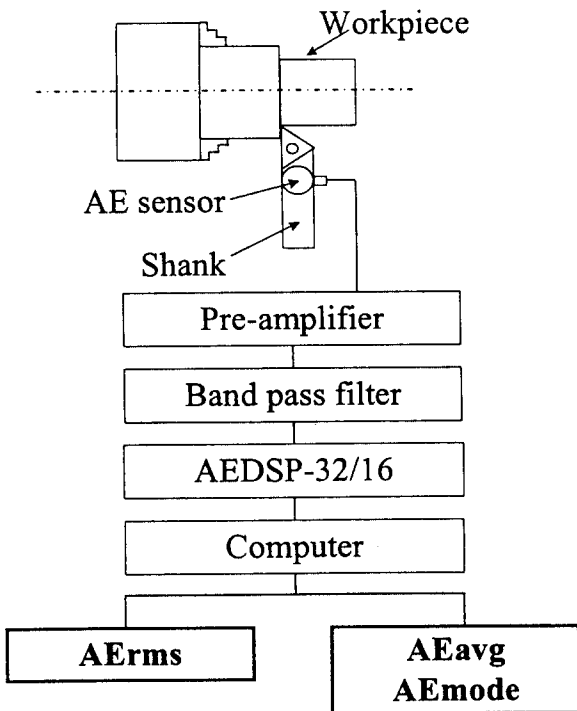 Workpiece
AE sensor
Shank
Pre-amplifier
Band pass filter
AEDSP-32/16
Computer
AErms
AEavg
AEmode